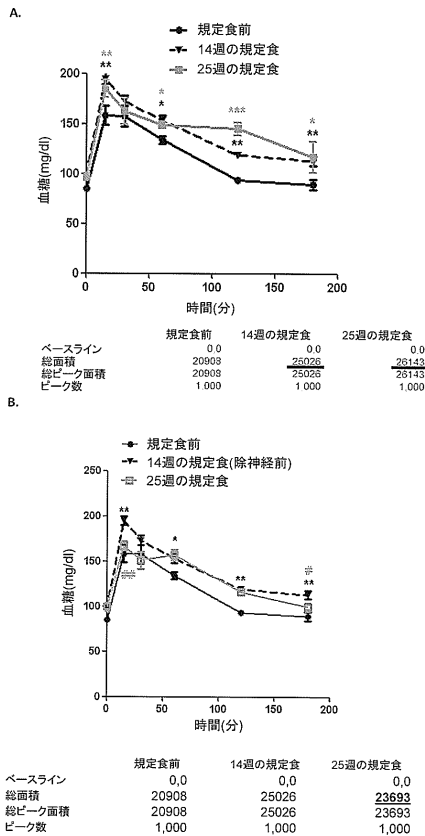 A.
規定食前
14週の規定食
25週の規定食
** * ***
** * ** *
**
200
150
100
50
0
血糖(mg/dl)
0 50 100 150 200
時間(分)
規定食前 14週の規定食 25週の規定食
ベースライン 0,0 0,0 0,0
総面積 20908 25026 26143
総ピーク面積 20908 25026 26143
ピーク数 1,000 1,000 1,000
B.
規定食前
14週の規定食(除神経前)
25週の規定食
250
200
150
100
50
0
** * ** #
**
##
血糖(mg/dl)
0 50 100 150 200
時間(分)
規定食前 14週の規定食 25週の規定食
ベースライン 0,0 0,0 0,0
総面積 20908 25026 23693
総ピーク面積 20908 25026 23693
ピーク数 1,000 1,000 1,000